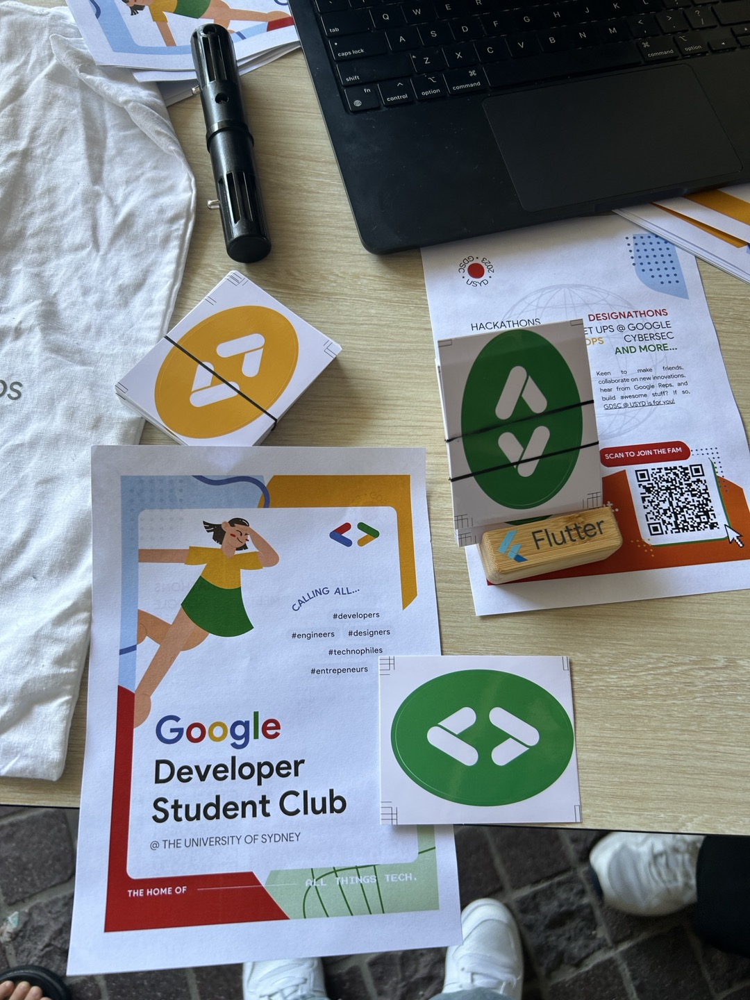 Q W E R
tab
A S D F G H J K L
caps lock
Z X C V B N M
shift
fn
control option command
command option
GDSC • 2023 • USYD •
DESIGNATHONS
HACKATHONS
ET UPS @ GOOGLE
OPS CYBERSEC
AND MORE...
Keen to make friends,
collaborate on new innovations,
hear from Google Reps, and
build awesome stuff? If so,
GDSC @ USYD is for you!
SCAN TO JOIN THE FAM
Flutter
CALLING ALL...
#developers
#engineers #designers
#technophiles
#entrepeneurs
Google
Developer
Student Club
@ THE UNIVERSITY OF SYDNEY
THE HOME OF
ALL THINGS TECH.